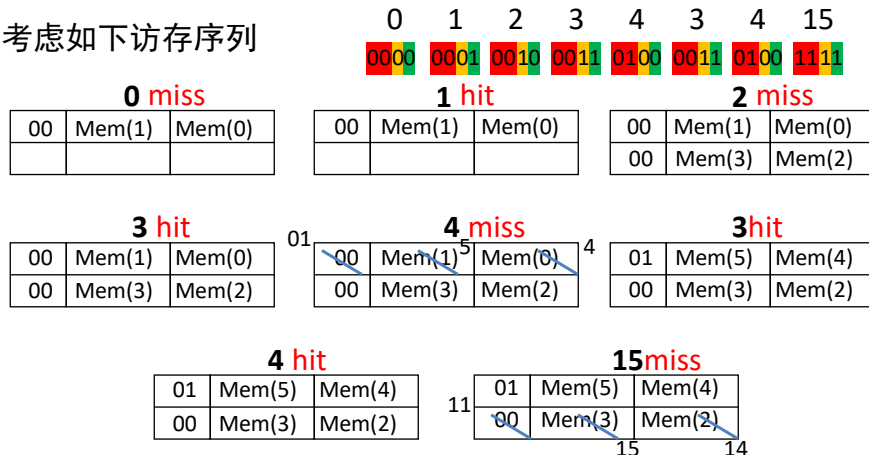 考虑如下访存序列
0 1 2 3 4 3 4 15
0000 0001 0010 0011 0100 0011 0100 1111
0 miss
00 Mem(1) Mem(0)
1 hit
00 Mem(1) Mem(0)
2 miss
00 Mem(1) Mem(0)
00 Mem(3) Mem(2)
3 hit
00 Mem(1) Mem(0)
00 Mem(3) Mem(2)
4 miss
01 00 Mem(1) 5 Mem(0) 4
00 Mem(3) Mem(2)
3hit
01 Mem(5) Mem(4)
00 Mem(3) Mem(2)
4 hit
01 Mem(5) Mem(4)
00 Mem(3) Mem(2)
15miss
01 Mem(5) Mem(4)
11 00 Mem(3) Mem(2)
15 14